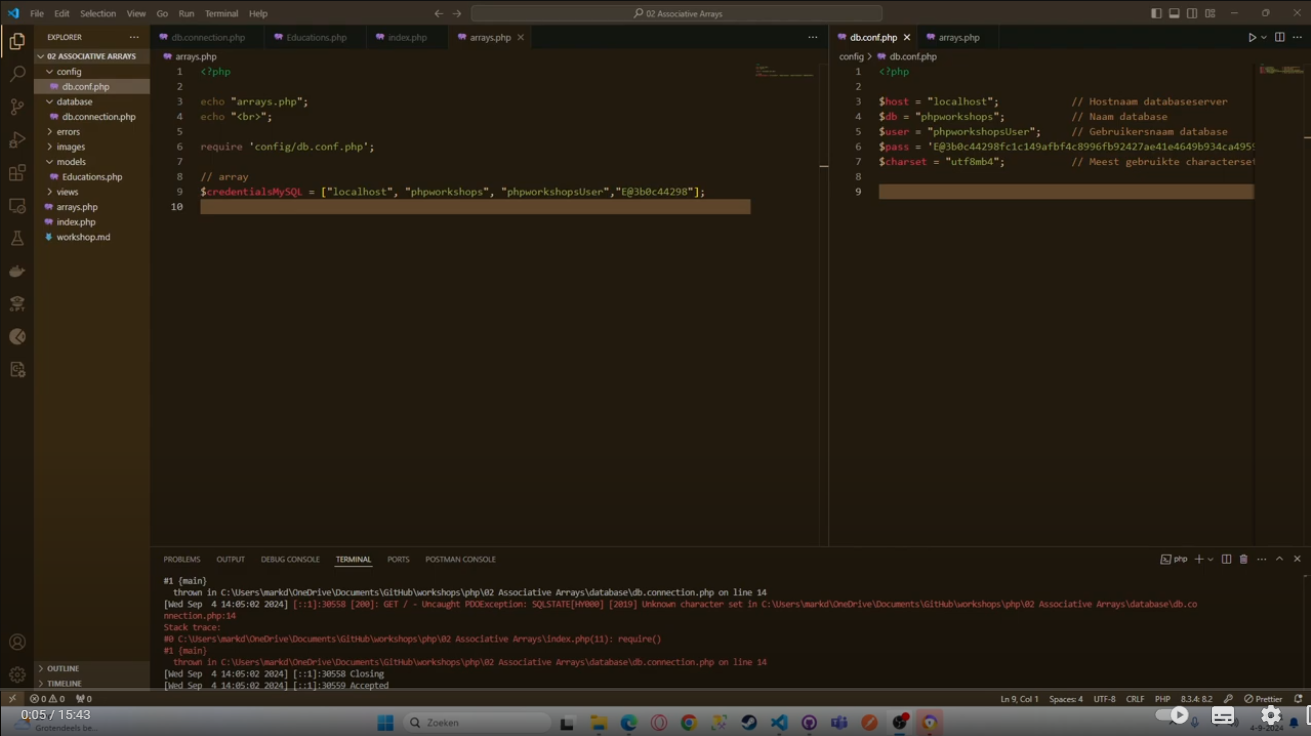 File Edit Selection View Go Run Terminal Help
02 Associative Arrays
EXPLORER
02 ASSOCIATIVE ARRAYS
config
db.conf.php
database
db.connection.php
errors
images
models
Educations.php
views
arrays.php
index.php
workshop.md
OUTLINE
TIMELINE
db.connection.php Educations.php index.php arrays.php
arrays.php
1 <?php
2
3 echo "arrays.php";
4 echo "<br>";
5
6 require 'config/db.conf.php';
7
8 // array
9 $credentialsMySQL = ["localhost", "phpworkshops", "phpworkshopsUser","E@3b0c44298"];
10
db.conf.php arrays.php
config > db.conf.php
1 <?php
2
3 $host = "localhost"; // Hostnaam databaseserver
4 $db = "phpworkshops"; // Naam database
5 $user = "phpworkshopsUser"; // Gebruikersnaam database
6 $pass = 'E@3b0c44298fc1c149afbf4c8996fb92427ae41e4649b934ca4959
7 $charset = "utf8mb4"; // Meest gebruikte characterset
8
9
PROBLEMS OUTPUT DEBUG CONSOLE TERMINAL PORTS POSTMAN CONSOLE
php
#1 {main}
thrown in C:\Users\markd\OneDrive\Documents\GitHub\workshops\php\02 Associative Arrays\database\db.connection.php on line 14
[Wed Sep 4 14:05:02 2024] [::1]:30558 [200]: GET / - Uncaught PDOException: SQLSTATE[HY000] [2019] Unknown character set in C:\Users\markd\OneDrive\Documents\GitHub\workshops\php\02 Associative Arrays\database\db.co
nnection.php:14
Stack trace:
#0 C:\Users\markd\OneDrive\Documents\GitHub\workshops\php\02 Associative Arrays\index.php(11): require()
#1 {main}
thrown in C:\Users\markd\OneDrive\Documents\GitHub\workshops\php\02 Associative Arrays\database\db.connection.php on line 14
[Wed Sep 4 14:05:02 2024] [::1]:30558 Closing
[Wed Sep 4 14:05:02 2024] [::1]:30559 Accepted
0 0 0
Ln 9, Col 1 Spaces: 4 UTF-8 CRLF PHP 8.3.4: 8.2 Prettier
0:05 / 15:43
Grotendeels be...
Zoeken
4-9-2024